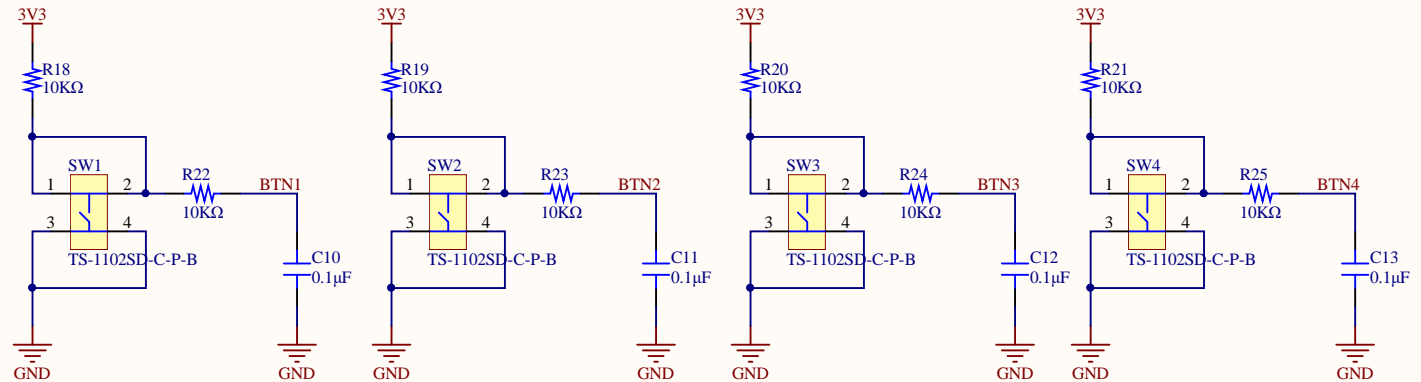 3V3
3V3
3V3
3V3
R18
10KΩ
R19
10KΩ
R20
10KΩ
R21
10KΩ
SW1
1
2
3
4
TS-1102SD-C-P-B
R22
10KΩ
BTN1
C10
0.1µF
SW2
1
2
3
4
TS-1102SD-C-P-B
R23
10KΩ
BTN2
C11
0.1µF
SW3
1
2
3
4
TS-1102SD-C-P-B
R24
10KΩ
BTN3
C12
0.1µF
SW4
1
2
3
4
TS-1102SD-C-P-B
R25
10KΩ
BTN4
C13
0.1µF
GND
GND
GND
GND
GND
GND
GND
GND